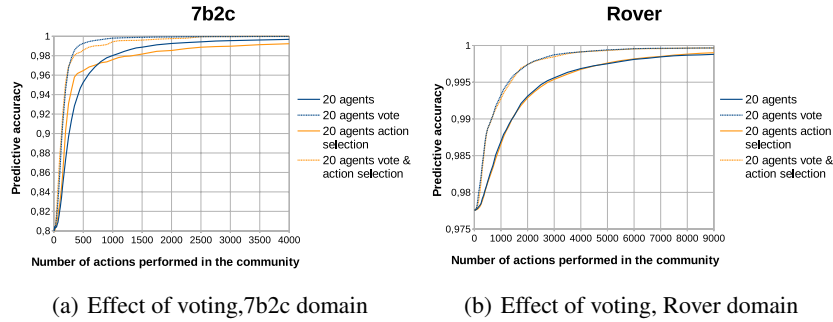 7b2c
Predictive accuracy
1
0,98
0,96
0,94
0,92
0,9
0,88
0,86
0,84
0,82
0,8
0 500 1000 1500 2000 2500 3000 3500 4000
Number of actions performed in the community
20 agents
20 agents vote
20 agents action
selection
20 agents vote &
action selection
(a) Effect of voting,7b2c domain
Rover
Predictive accuracy
1
0,995
0,99
0,985
0,98
0,975
0 1000 2000 3000 4000 5000 6000 7000 8000 9000
Number of actions performed in the community
20 agents
20 agents vote
20 agents action
selection
20 agents vote &
action selection
(b) Effect of voting, Rover domain